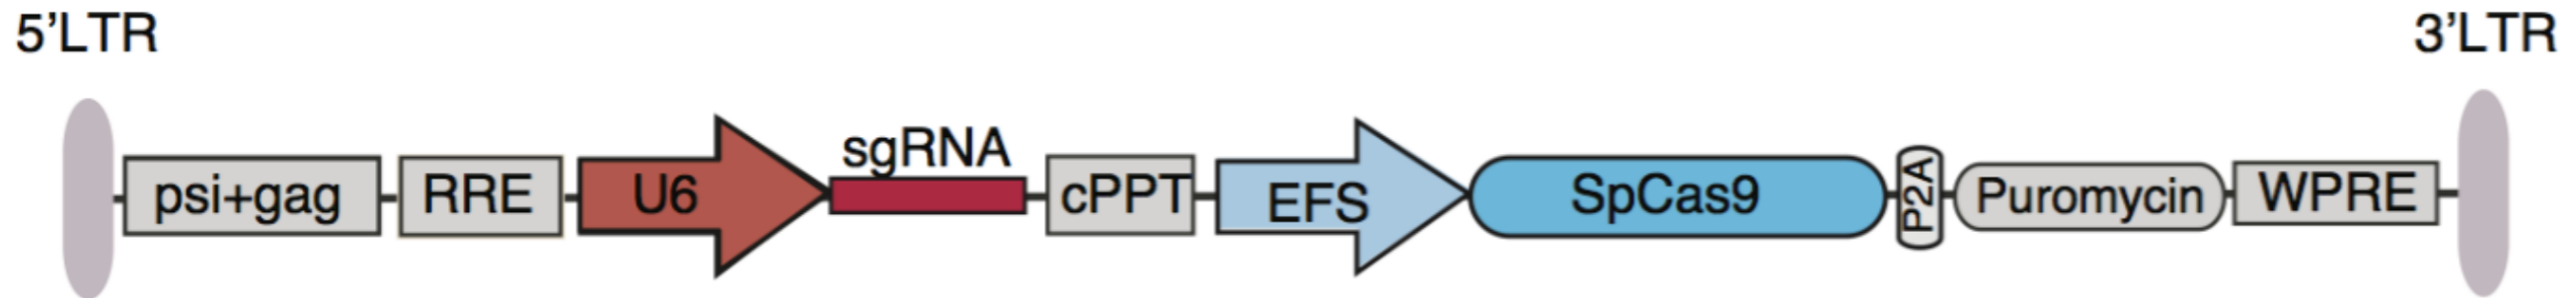 5’LTR
3’LTR
psi+gag
RRE
U6
sgRNA
cPPT
EFS
SpCas9
P2A
Puromycin
WPRE